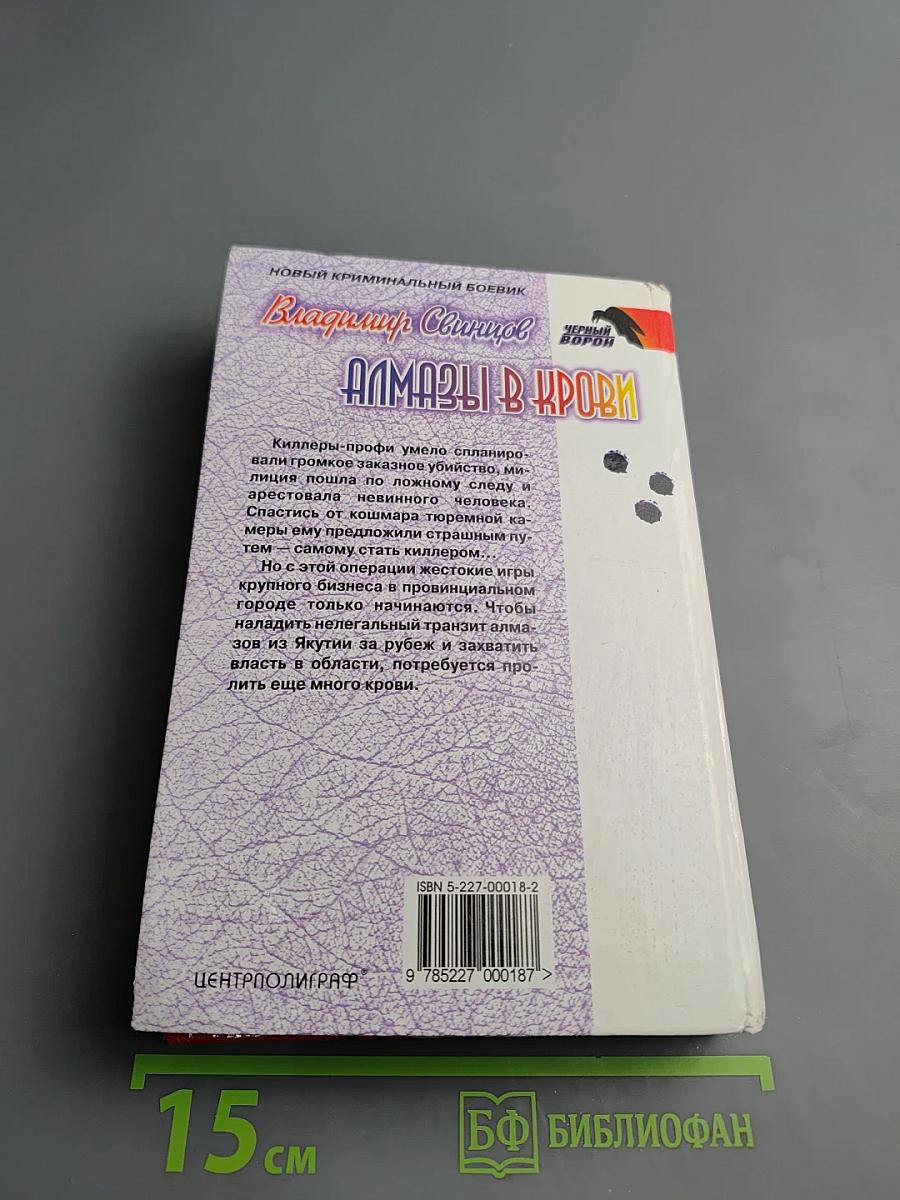 НОВЫЙ КРИМИНАЛЬНЫЙ БОЕВИК
Владимир Свинцов
ЧЕРНЫЙ
ВОРОН
АЛМАЗЫ В КРОВИ
Киллеры-профи умело спланиро-
вали громкое заказное убийство, ми-
лиция пошла по ложному следу и
арестовала невинного человека.
Спастись от кошмара тюремной ка-
меры ему предложили страшным пу-
тем — самому стать киллером...
Но с этой операции жестокие игры
крупного бизнеса в провинциальном
городе только начинаются. Чтобы
наладить нелегальный транзит алма-
зов из Якутии за рубеж и захватить
власть в области, потребуется про-
лить еще много крови.
ISBN 5-227-00018-2
9 785227 000187 >
ЦЕНТРПОЛИГРАФ®
15 см
БФ БИБЛИОФАН